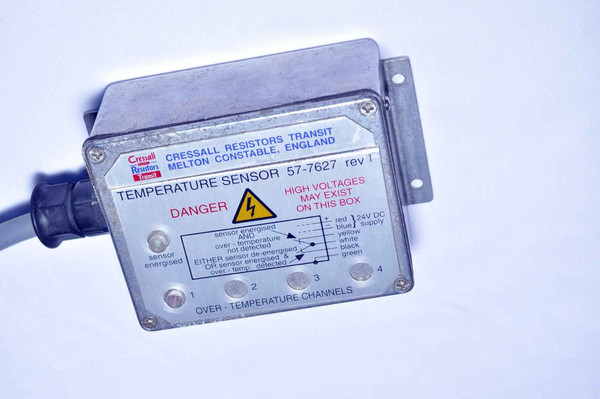 Cressall
Resistors
Transit
CRESSALL RESISTORS TRANSIT
MELTON CONSTABLE, ENGLAND
TEMPERATURE SENSOR 57-7627 rev 1
DANGER
HIGH VOLTAGES
MAY EXIST
ON THIS BOX
sensor energised
AND
over - temperature
not detected
EITHER sensor de-energised
OR sensor energised &
over - temp. detected
+ red
- blue
24V DC
supply
yellow
white
black
green
sensor
energised
1
2
3
4
OVER - TEMPERATURE CHANNELS